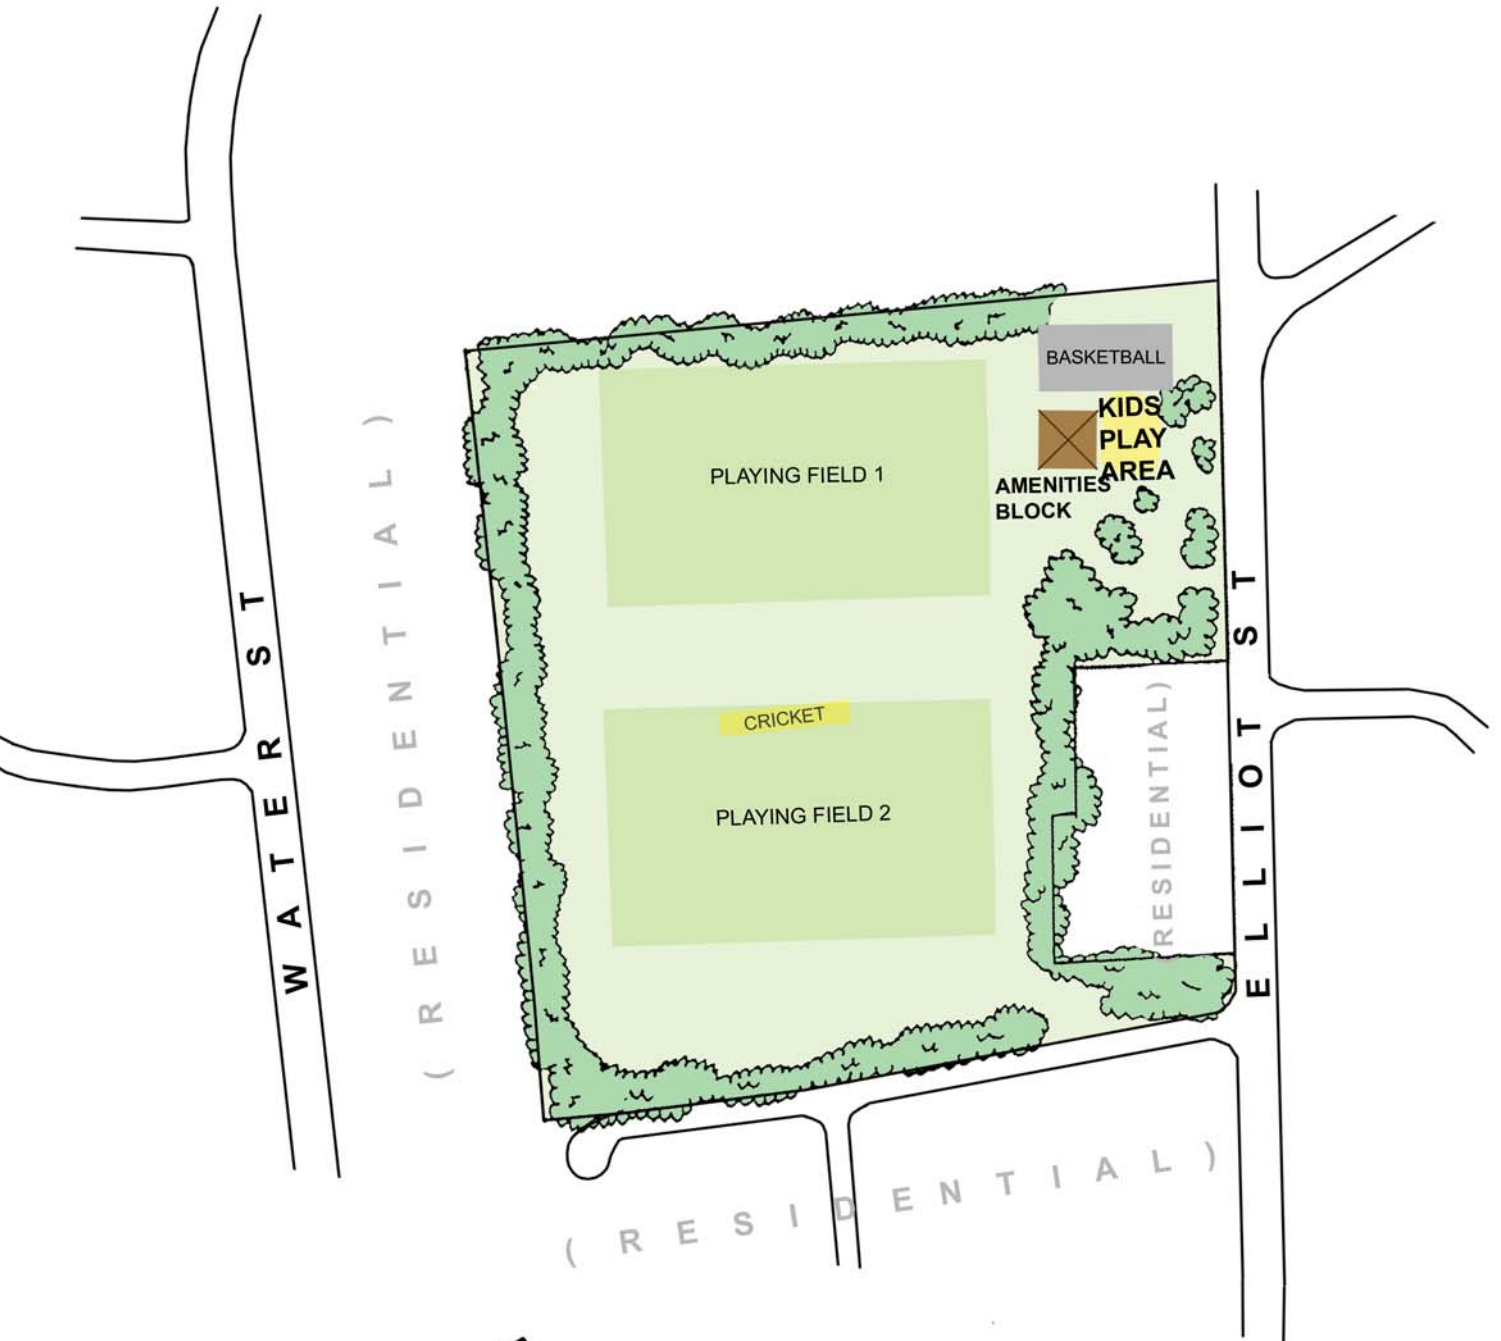 BASKETBALL
KIDS
PLAY
AREA
PLAYING FIELD 1
AMENITIES
BLOCK
(RESIDENTIAL)
WATER ST
CRICKET
PLAYING FIELD 2
(RESIDENTIAL)
ELLIOT ST
(RESIDENTIAL)